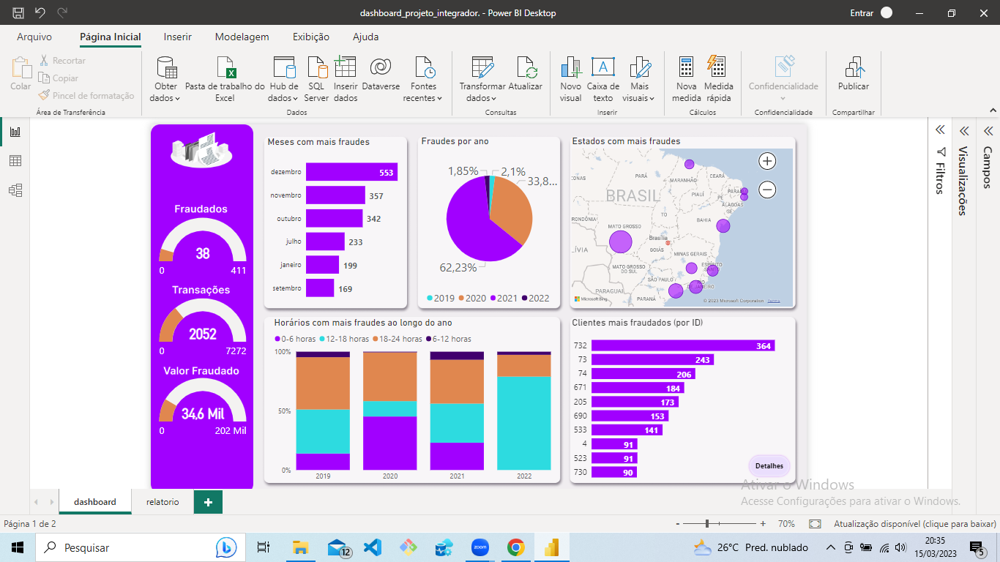 dashboard_projeto_integrador. - Power BI Desktop
Entrar
Arquivo
Página Inicial
Inserir
Modelagem
Exibição
Ajuda
Colar
Recortar
Copiar
Pincel de formatação
Área de Transferência
Obter dados
Pasta de trabalho do Excel
Hub de dados
SQL Server
Inserir dados
Dataverse
Fontes recentes
Dados
Transformar dados
Atualizar
Consultas
Novo visual
Caixa de texto
Mais visuais
Inserir
Nova medida
Medida rápida
Cálculos
Confidencialidade
Confidencialidade
Publicar
Compartilhar
Fraudados
38
0
411
Transações
2052
0
7272
Valor Fraudado
34,6 Mil
0
202 Mil
Meses com mais fraudes
dezembro 553
novembro 357
outubro 342
julho 233
janeiro 199
setembro 169
Fraudes por ano
1,85%
2,1%
33,8...
62,23%
2019 2020 2021 2022
Estados com mais fraudes
PARÁ
MARANHÃO
CEARÁ
BRASIL
PIAUÍ
PE
ALAGOAS
SE
TO
RONDÔNIA
MATO GROSSO
BAHIA
Brasília
GOIÁS
LÍVIA
MINAS GERAIS
MATO GROSSO
DO SUL
ESPÍRITO
SANTO
SÃO PAULO
DE JANEIRO
PARAGUAI
PARANÁ
Microsoft Bing
© 2023 Microsoft Corporation Terms
Horários com mais fraudes ao longo do ano
0-6 horas 12-18 horas 18-24 horas 6-12 horas
100%
50%
0%
2019 2020 2021 2022
Clientes mais fraudados (por ID)
732 364
73 243
74 206
671 184
205 173
690 153
533 141
4 91
523 91
730 90
Detalhes
Filtros
Visualizações
Campos
Ativar o Windows
Acesse Configurações para ativar o Windows.
dashboard
relatorio
Página 1 de 2
70%
Atualização disponível (clique para baixar)
Pesquisar
12
zoom
26°C Pred. nublado
20:35
15/03/2023
5